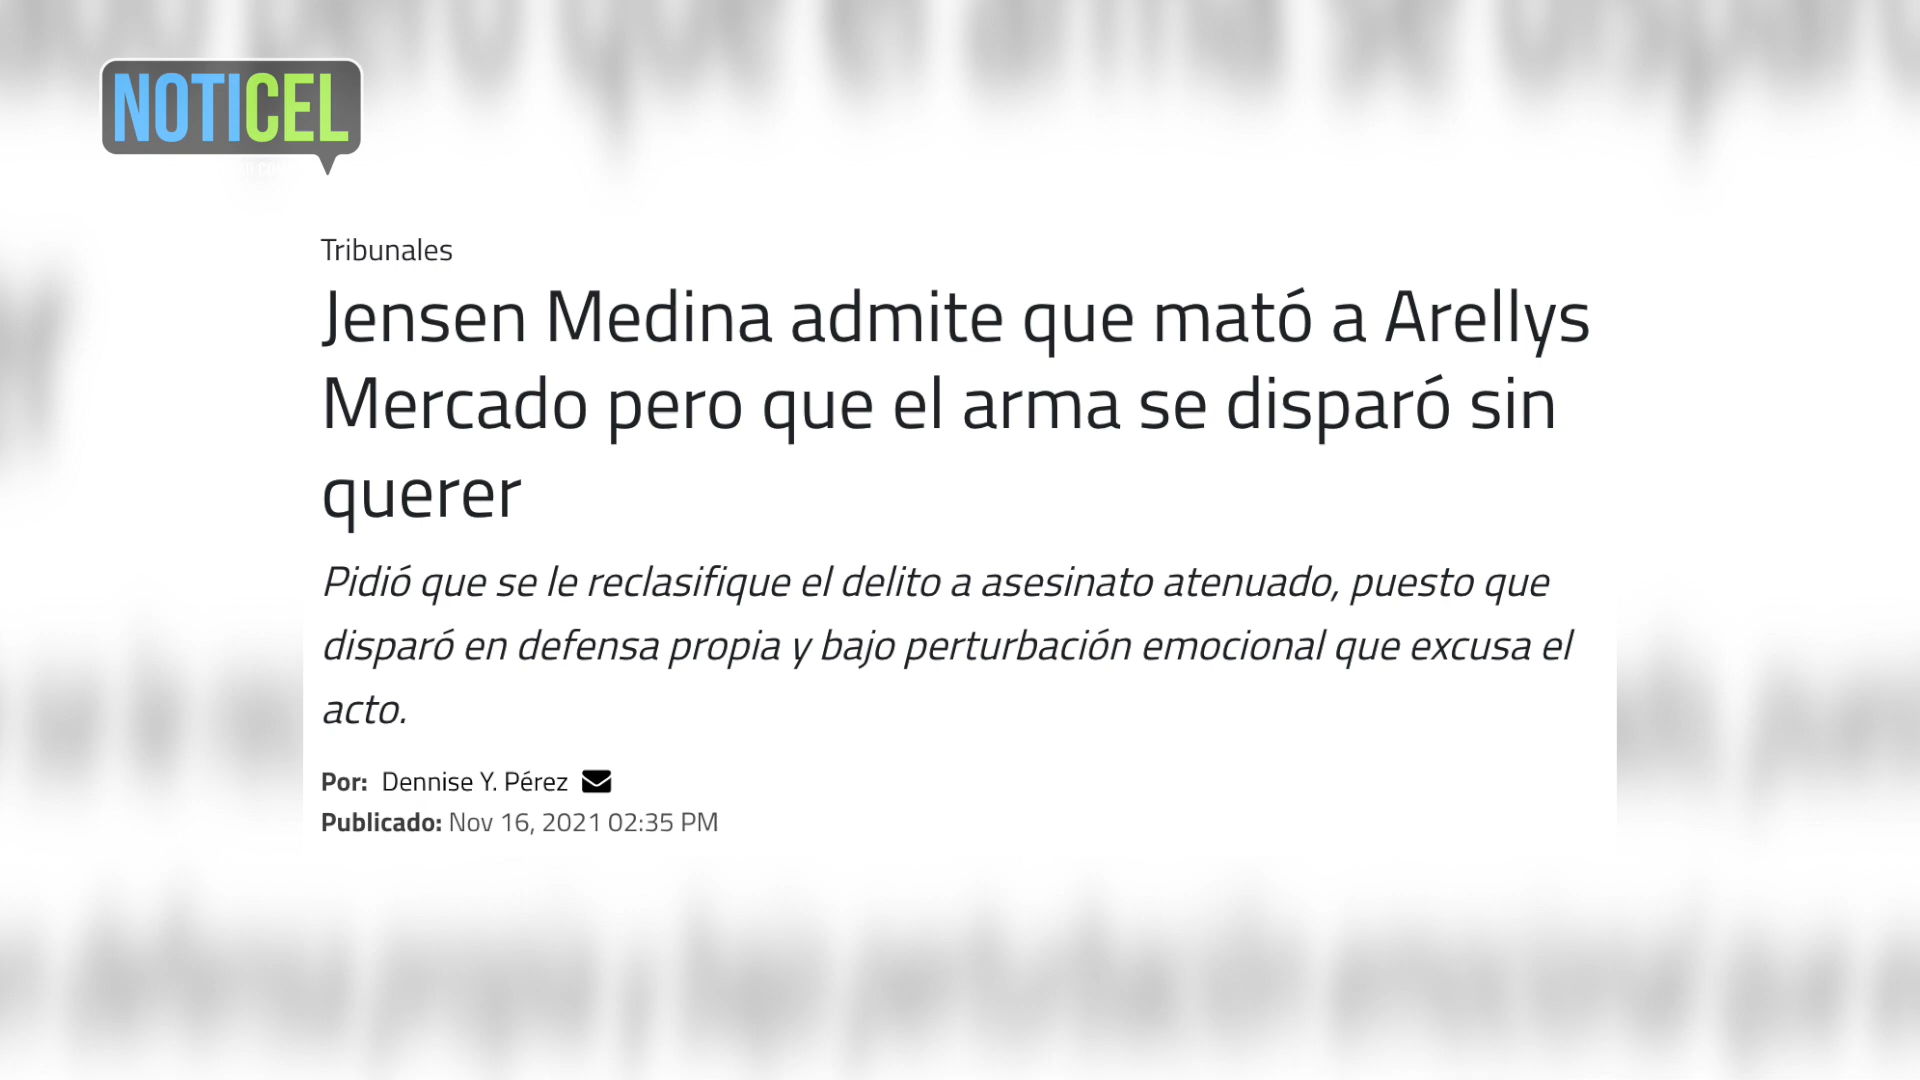 NOTICEL
Tribunales
Jensen Medina admite que mató a Arellys
Mercado pero que el arma se disparó sin
querer
Pidió que se le reclasifique el delito a asesinato atenuado, puesto que
disparó en defensa propia y bajo perturbación emocional que excusa el
acto.
Por: Dennise Y. Pérez
Publicado: Nov 16, 2021 02:35 PM